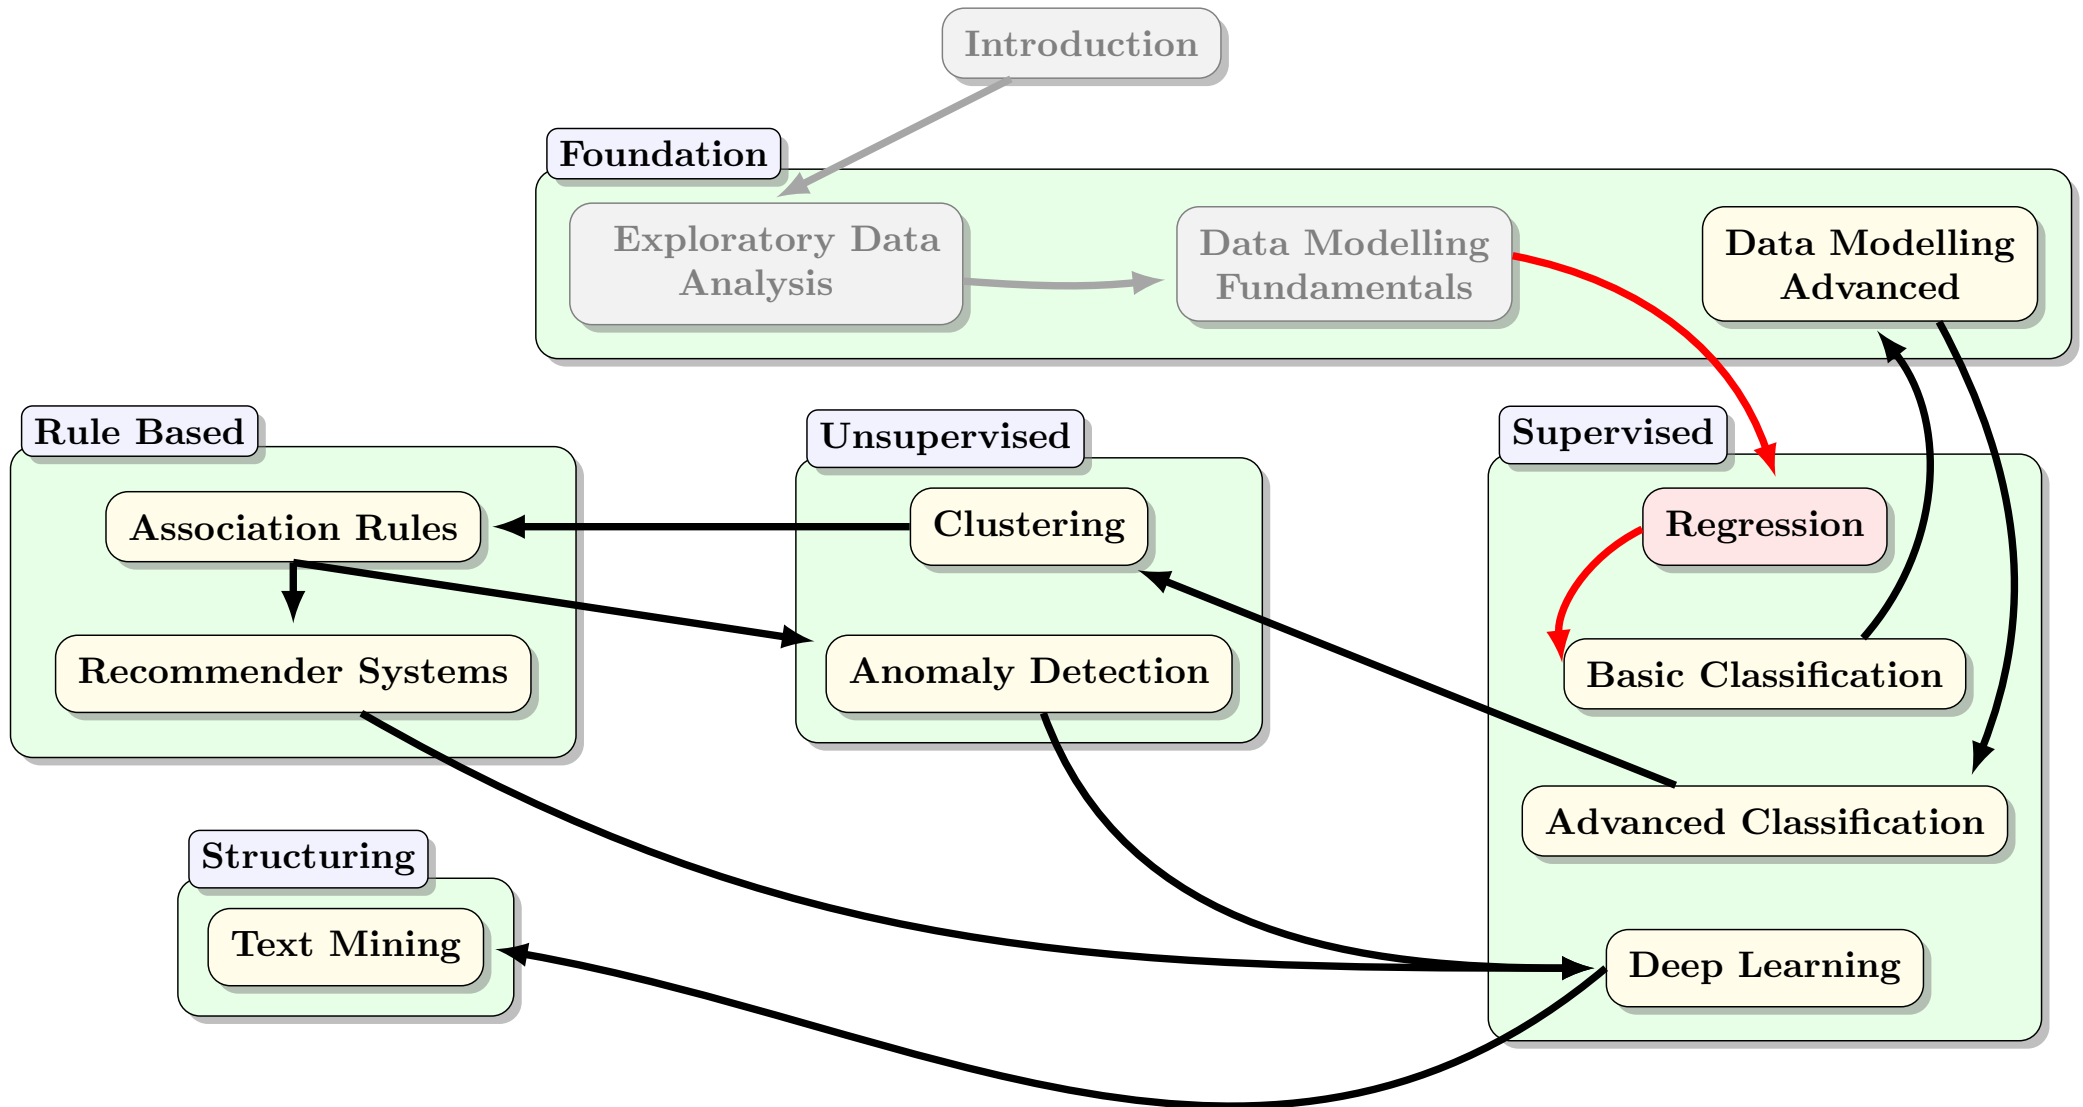 Introduction
Foundation
Exploratory Data
Analysis
Data Modelling
Fundamentals
Data Modelling
Advanced
Rule Based
Association Rules
Recommender Systems
Unsupervised
Clustering
Anomaly Detection
Supervised
Regression
Basic Classification
Advanced Classification
Deep Learning
Structuring
Text Mining